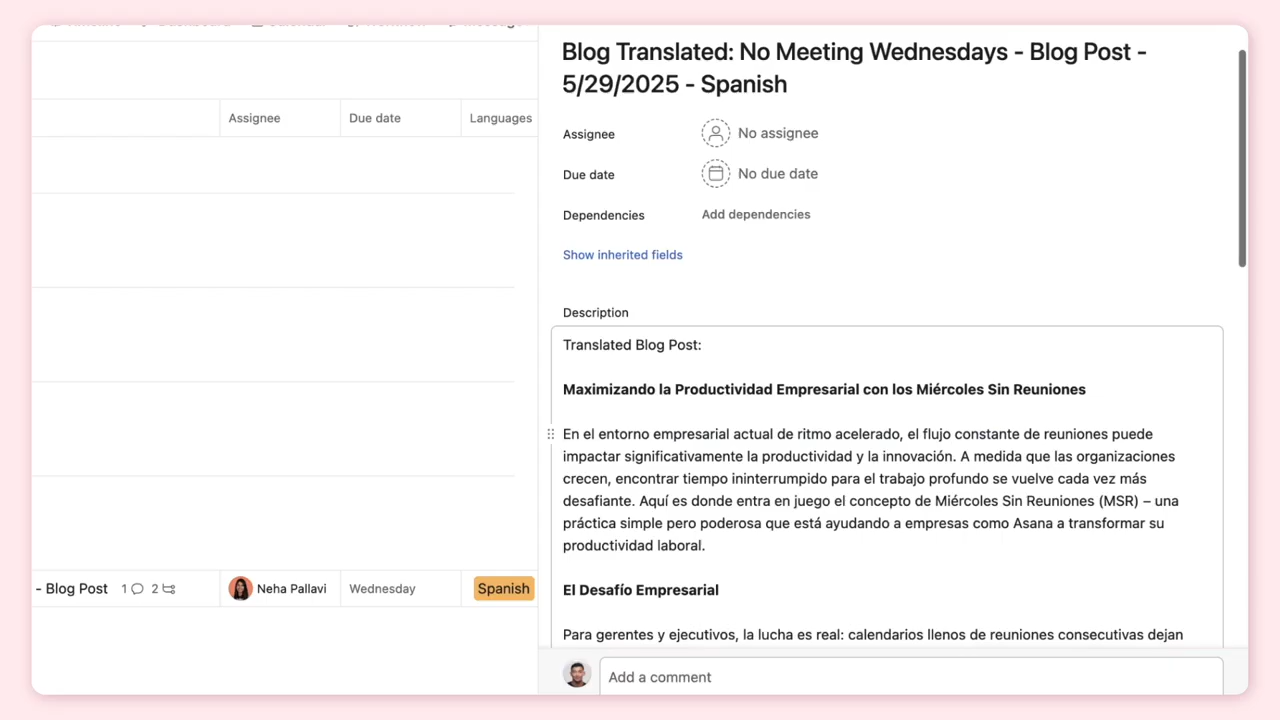 Blog Translated: No Meeting Wednesdays - Blog Post -
5/29/2025 - Spanish
Assignee
Due date
Languages
Assignee
No assignee
Due date
No due date
Dependencies
Add dependencies
Show inherited fields
Description
Translated Blog Post:
Maximizando la Productividad Empresarial con los Miércoles Sin Reuniones
En el entorno empresarial actual de ritmo acelerado, el flujo constante de reuniones puede
impactar significativamente la productividad y la innovación. A medida que las organizaciones
crecen, encontrar tiempo ininterrumpido para el trabajo profundo se vuelve cada vez más
desafiante. Aquí es donde entra en juego el concepto de Miércoles Sin Reuniones (MSR) – una
práctica simple pero poderosa que está ayudando a empresas como Asana a transformar su
productividad laboral.
El Desafío Empresarial
Para gerentes y ejecutivos, la lucha es real: calendarios llenos de reuniones consecutivas dejan
- Blog Post 1 2
Neha Pallavi
Wednesday
Spanish
Add a comment